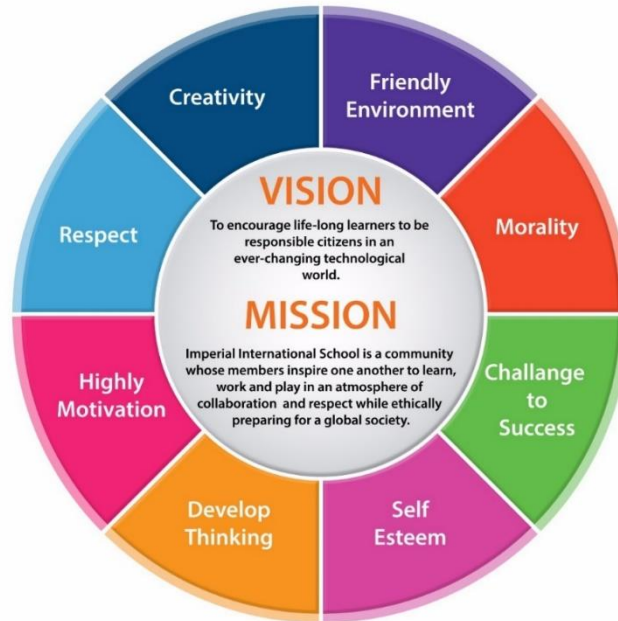 Creativity
Friendly
Environment
Respect
Morality
VISION
To encourage life-long learners to be
responsible citizens in an
ever-changing technological
world.
MISSION
Imperial International School is a community
whose members inspire one another to learn,
work and play in an atmosphere of
collaboration and respect while ethically
preparing for a global society.
Highly
Motivation
Challange
to
Success
Develop
Thinking
Self
Esteem